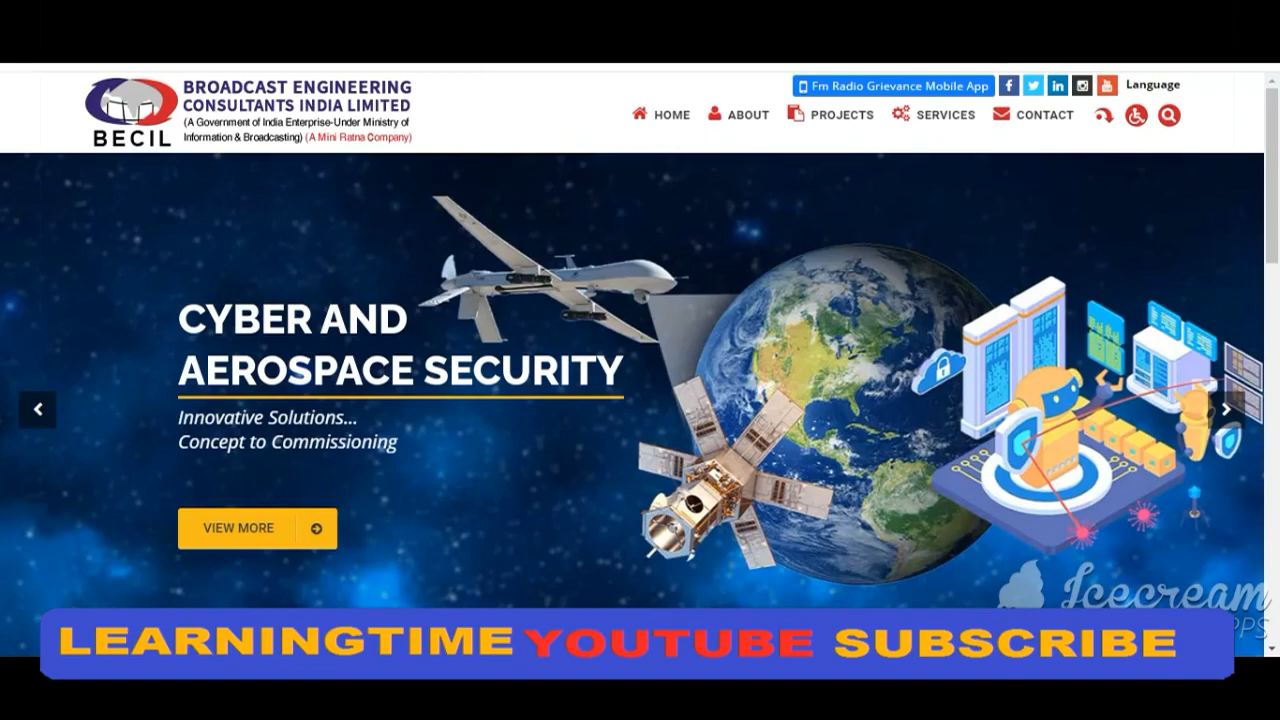 BROADCAST ENGINEERING
CONSULTANTS INDIA LIMITED
(A Government of India Enterprise-Under Ministry of
Information & Broadcasting) (A Mini Ratna Company)
BECIL
Fm Radio Grievance Mobile App
Language
HOME ABOUT PROJECTS SERVICES CONTACT
CYBER AND
AEROSPACE SECURITY
Innovative Solutions...
Concept to Commissioning
VIEW MORE
Icecream
PPS
LEARNINGTIME YOUTUBE SUBSCRIBE